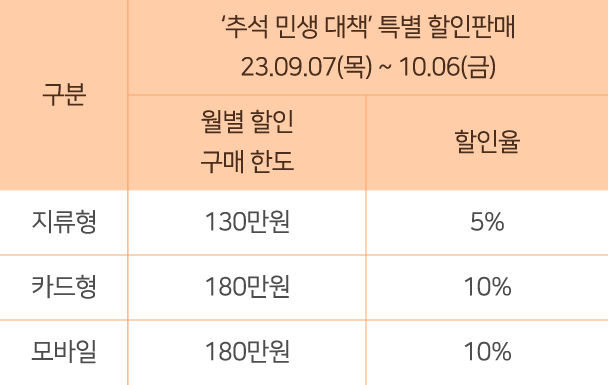 구분
‘추석 민생 대책’ 특별 할인판매
23.09.07(목) ~ 10.06(금)
월별 할인
구매 한도
할인율
지류형 130만원 5%
카드형 180만원 10%
모바일 180만원 10%